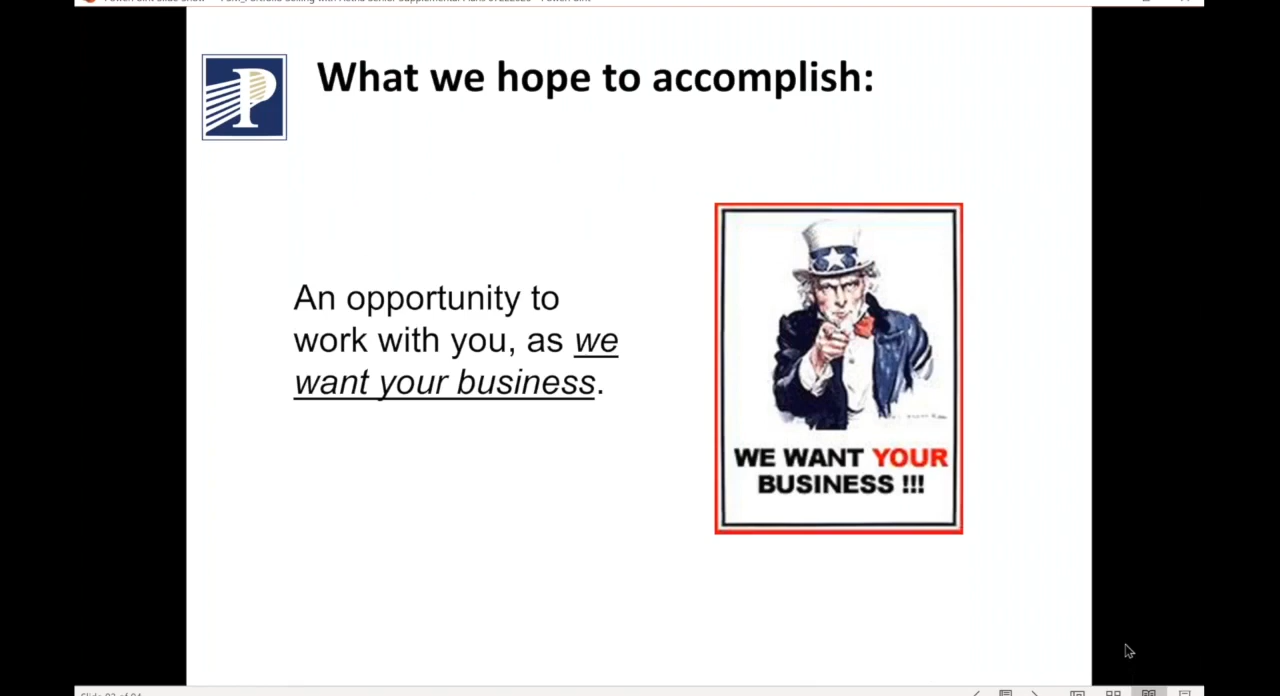 What we hope to accomplish:
P
An opportunity to
work with you, as we
want your business.
WE WANT YOUR
BUSINESS !!!